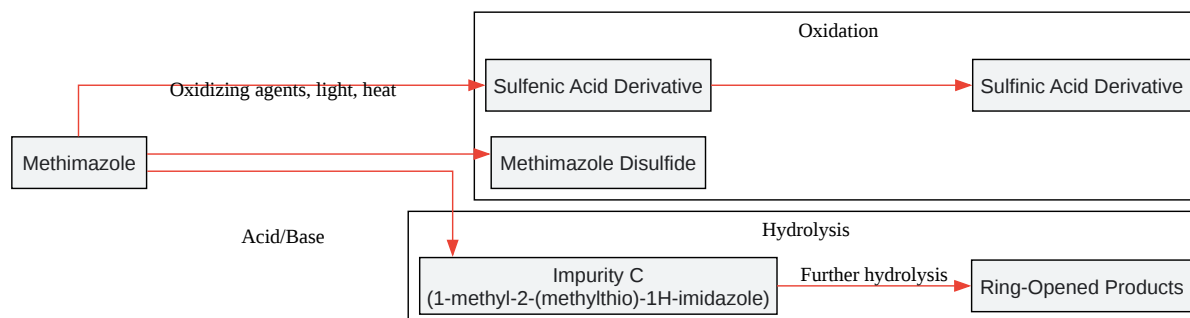 Oxidation
Oxidizing agents, light, heat
Sulfenic Acid Derivative
Sulfinic Acid Derivative
Methimazole
Methimazole Disulfide
Acid/Base
Hydrolysis
Impurity C
(1-methyl-2-(methylthio)-1H-imidazole)
Further hydrolysis
Ring-Opened Products